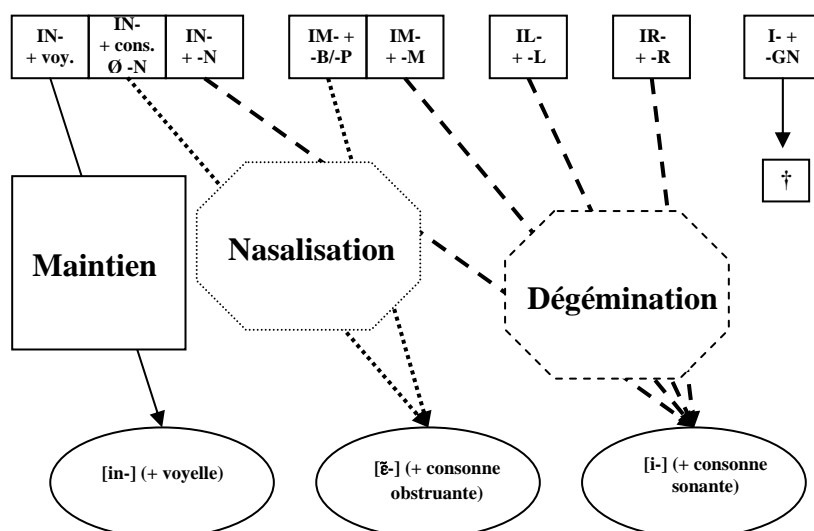 IN-
+ voy.
IN-
+ cons.
Ø -N
IN-
+ -N
IM- +
-B/-P
IM-
+ -M
IL-
+ -L
IR-
+ -R
I- +
-GN
†
Maintien
Nasalisation
Dégémination
[in-] (+ voyelle)
[ɛ̃-] (+ consonne
obstruante)
[i-] (+ consonne
sonante)